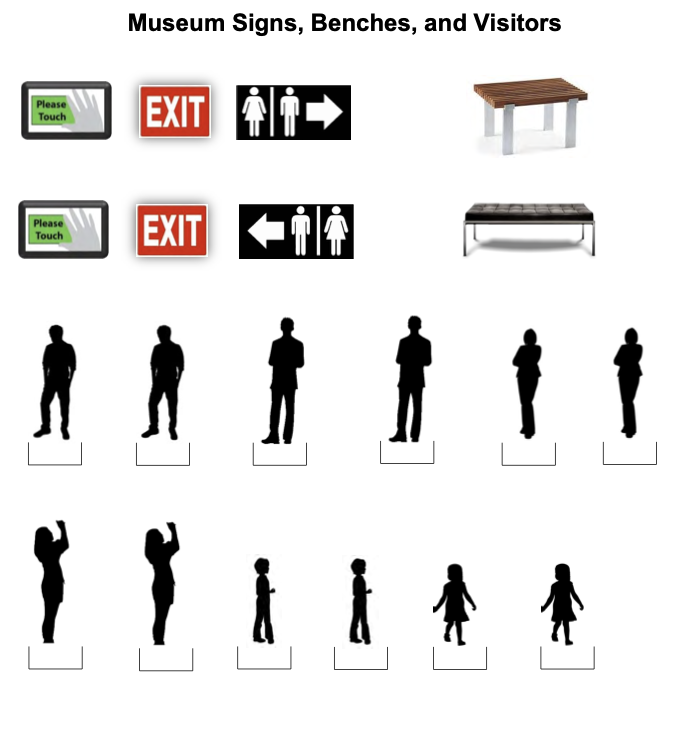 Museum Signs, Benches, and Visitors
Please
Touch
EXIT
Please
Touch
EXIT